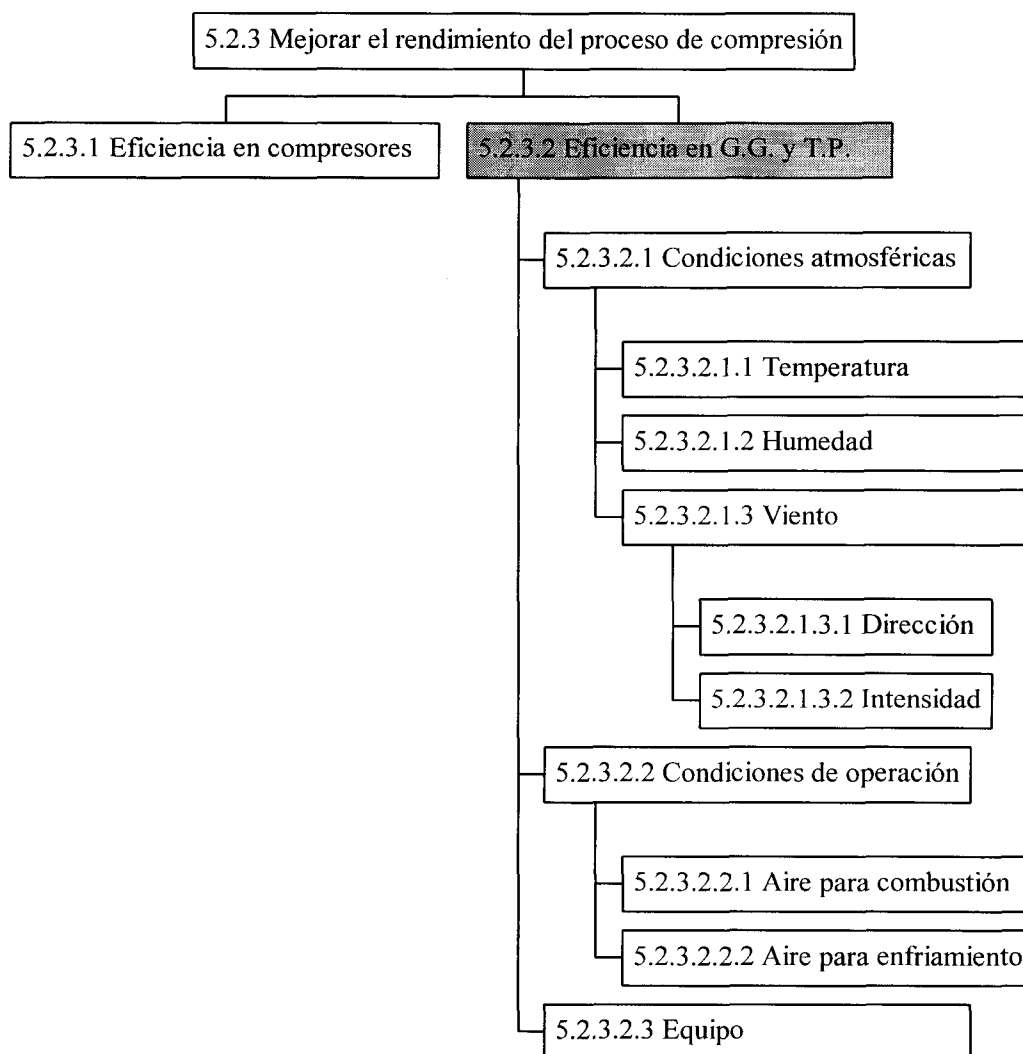 5.2.3 Mejorar el rendimiento del proceso de compresión
5.2.3.1 Eficiencia en compresores
5.2.3.2 Eficiencia en G.G. y T.P.
5.2.3.2.1 Condiciones atmosféricas
5.2.3.2.1.1 Temperatura
5.2.3.2.1.2 Humedad
5.2.3.2.1.3 Viento
5.2.3.2.1.3.1 Dirección
5.2.3.2.1.3.2 Intensidad
5.2.3.2.2 Condiciones de operación
5.2.3.2.2.1 Aire para combustión
5.2.3.2.2.2 Aire para enfriamiento
5.2.3.2.3 Equipo